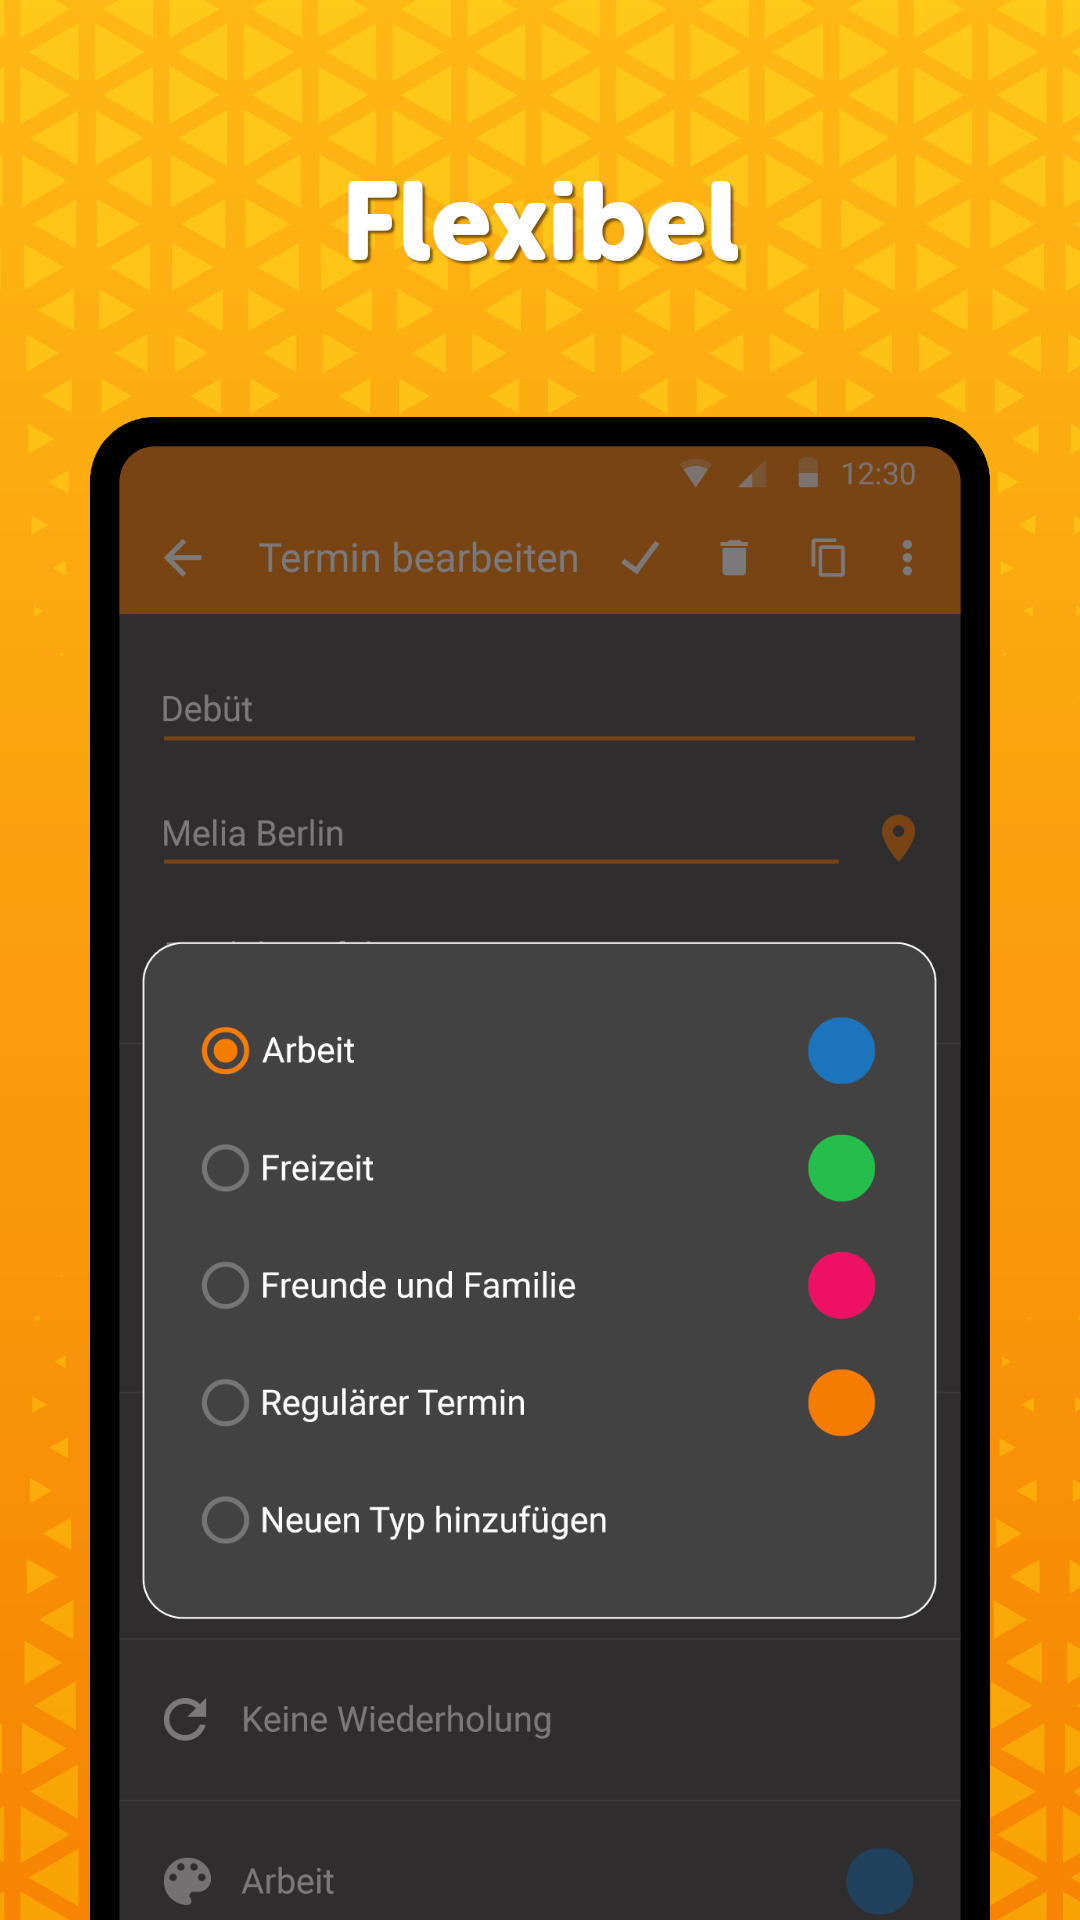 Flexibel
12:30
Termin bearbeiten
Debüt
Melia Berlin
Arbeit
Freizeit
Freunde und Familie
Regulärer Termin
Neuen Typ hinzufügen
Keine Wiederholung
Arbeit